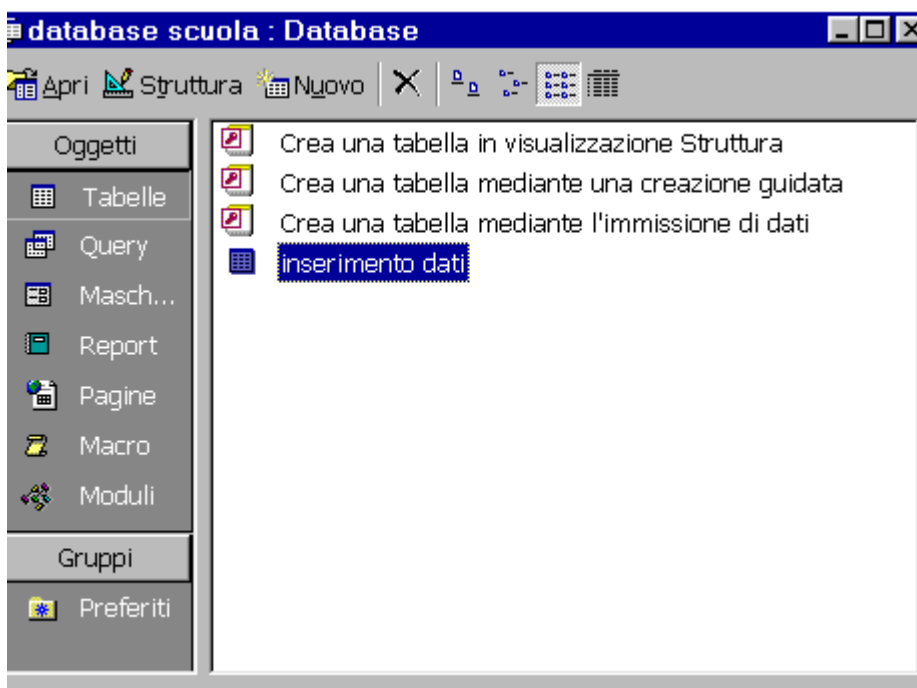 database scuola : Database
Apri Struttura Nuovo
Oggetti
Tabelle
Query
Masch...
Report
Pagine
Macro
Moduli
Gruppi
Preferiti
Crea una tabella in visualizzazione Struttura
Crea una tabella mediante una creazione guidata
Crea una tabella mediante l'immissione di dati
inserimento dati